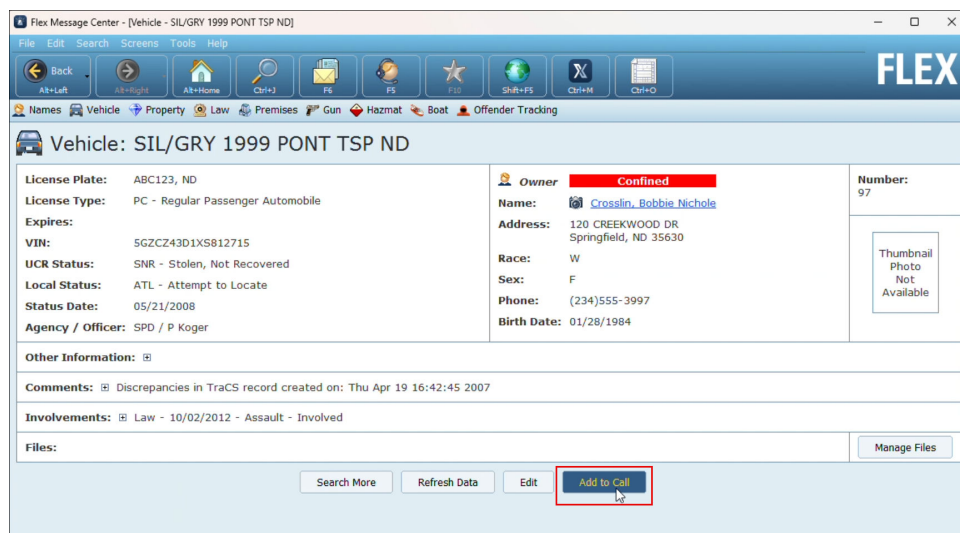 Flex Message Center - [Vehicle - SIL/GRY 1999 PONT TSP ND]
File Edit Search Screens Tools Help
Back
Alt+Left Alt+Right Alt+Home Ctrl+J F6 F5 F10 Shift+F5 Ctrl+M Ctrl+O
FLEX
Names Vehicle Property Law Premises Gun Hazmat Boat Offender Tracking
Vehicle: SIL/GRY 1999 PONT TSP ND
License Plate: ABC123, ND
License Type: PC - Regular Passenger Automobile
Expires:
VIN: 5GZCZ43D1XS812715
UCR Status: SNR - Stolen, Not Recovered
Local Status: ATL - Attempt to Locate
Status Date: 05/21/2008
Agency / Officer: SPD / P Koger
Owner Confined
Name: Crosslin, Bobbie Nichole
Address: 120 CREEKWOOD DR
Springfield, ND 35630
Race: W
Sex: F
Phone: (234)555-3997
Birth Date: 01/28/1984
Number:
97
Thumbnail
Photo
Not
Available
Other Information:
Comments: Discrepancies in TraCS record created on: Thu Apr 19 16:42:45 2007
Involvements: Law - 10/02/2012 - Assault - Involved
Files: Manage Files
Search More Refresh Data Edit Add to Call